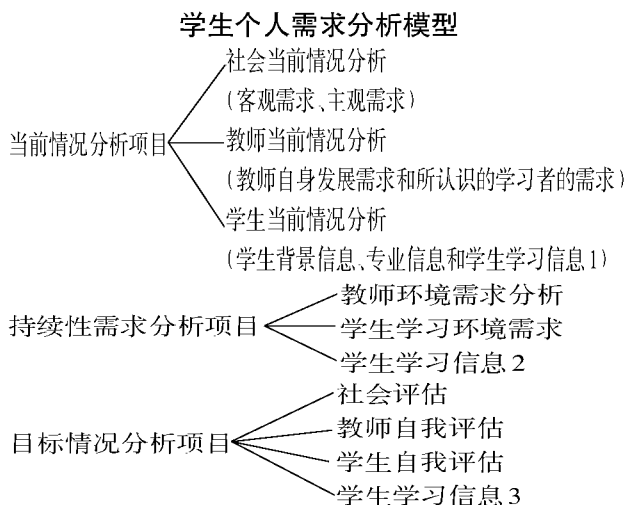 学生个人需求分析模型
社会当前情况分析
(客观需求、主观需求)
当前情况分析项目
教师当前情况分析
(教师自身发展需求和所认识的学习者的需求)
学生当前情况分析
(学生背景信息、专业信息和学生学习信息1)
教师环境需求分析
持续性需求分析项目
学生学习环境需求
学生学习信息2
社会评估
教师自我评估
目标情况分析项目
学生自我评估
学生学习信息3